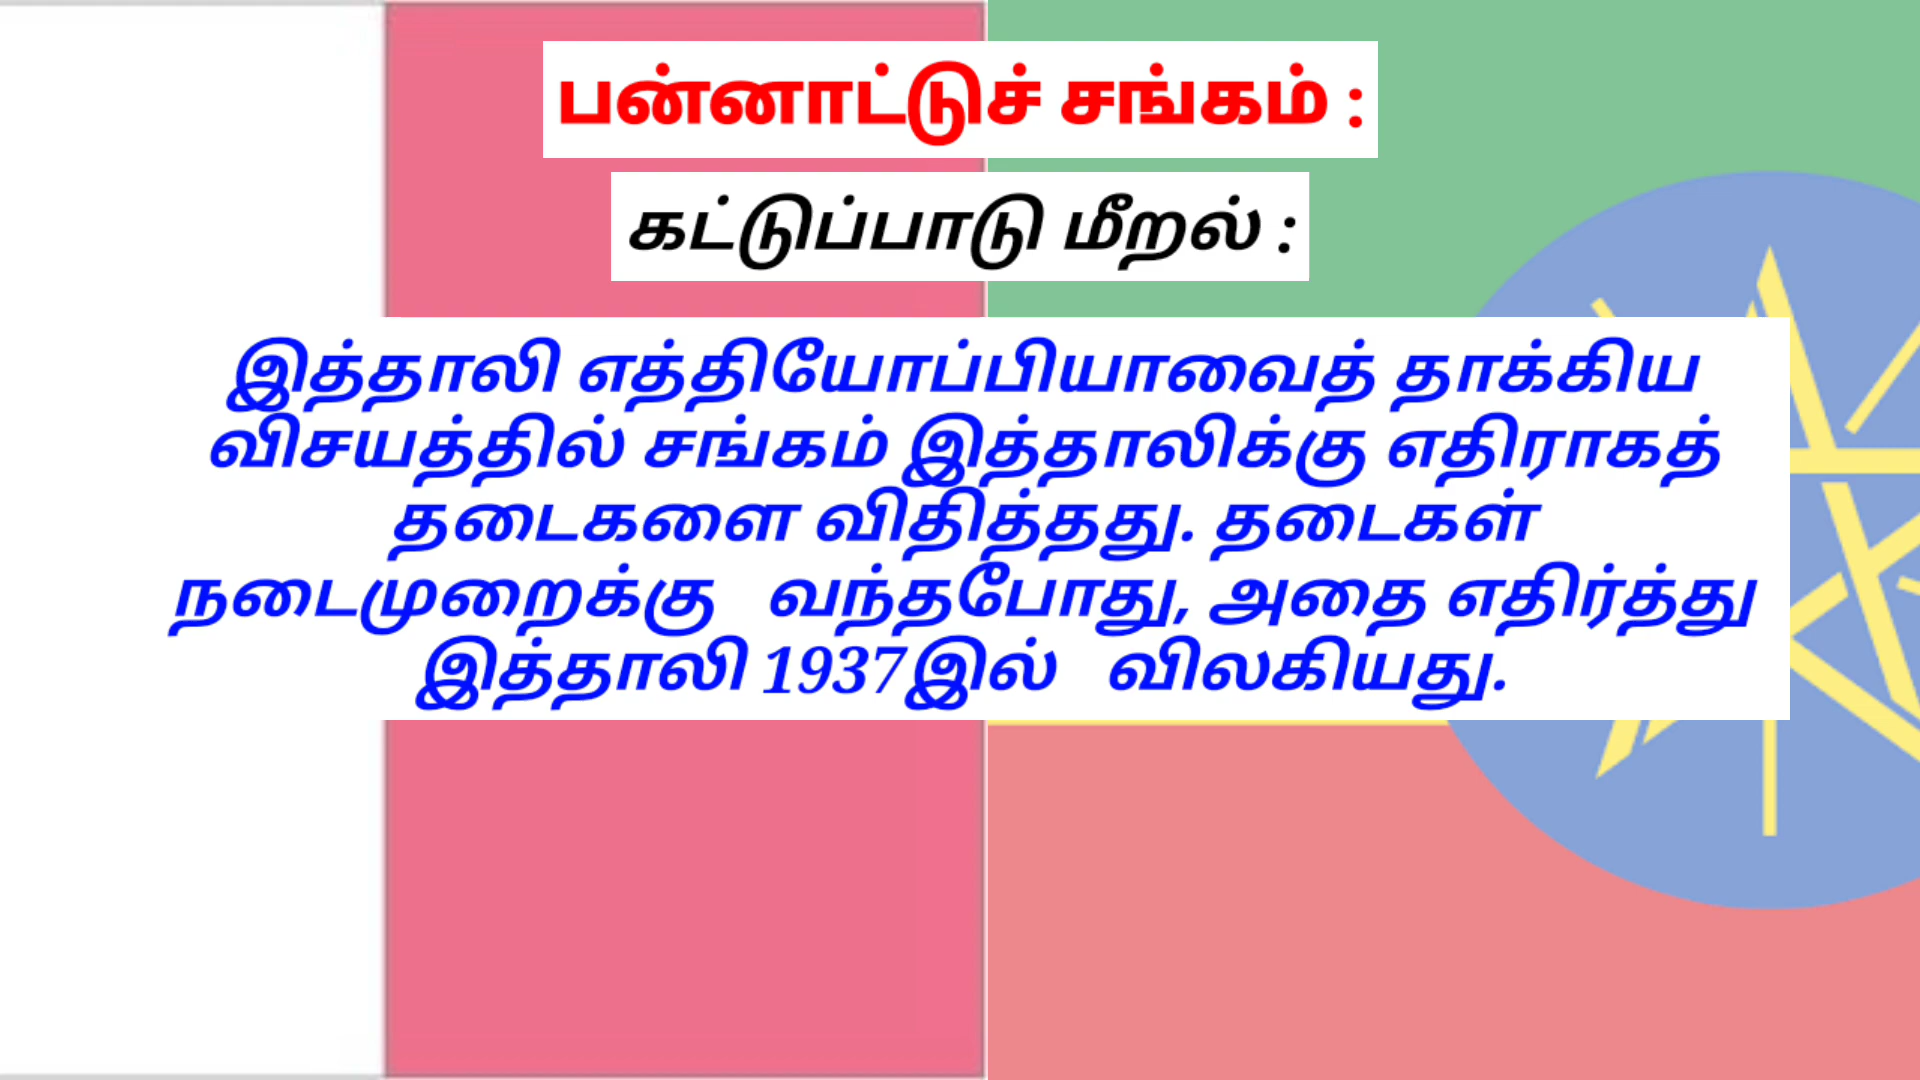 பன்னாட்டுச் சங்கம் :
கட்டுப்பாடு மீறல் :
இத்தாலி எத்தியோப்பியாவைத் தாக்கிய
விசயத்தில் சங்கம் இத்தாலிக்கு எதிராகத்
தடைகளை விதித்தது. தடைகள்
நடைமுறைக்கு வந்தபோது, அதை எதிர்த்து
இத்தாலி 1937இல் விலகியது.